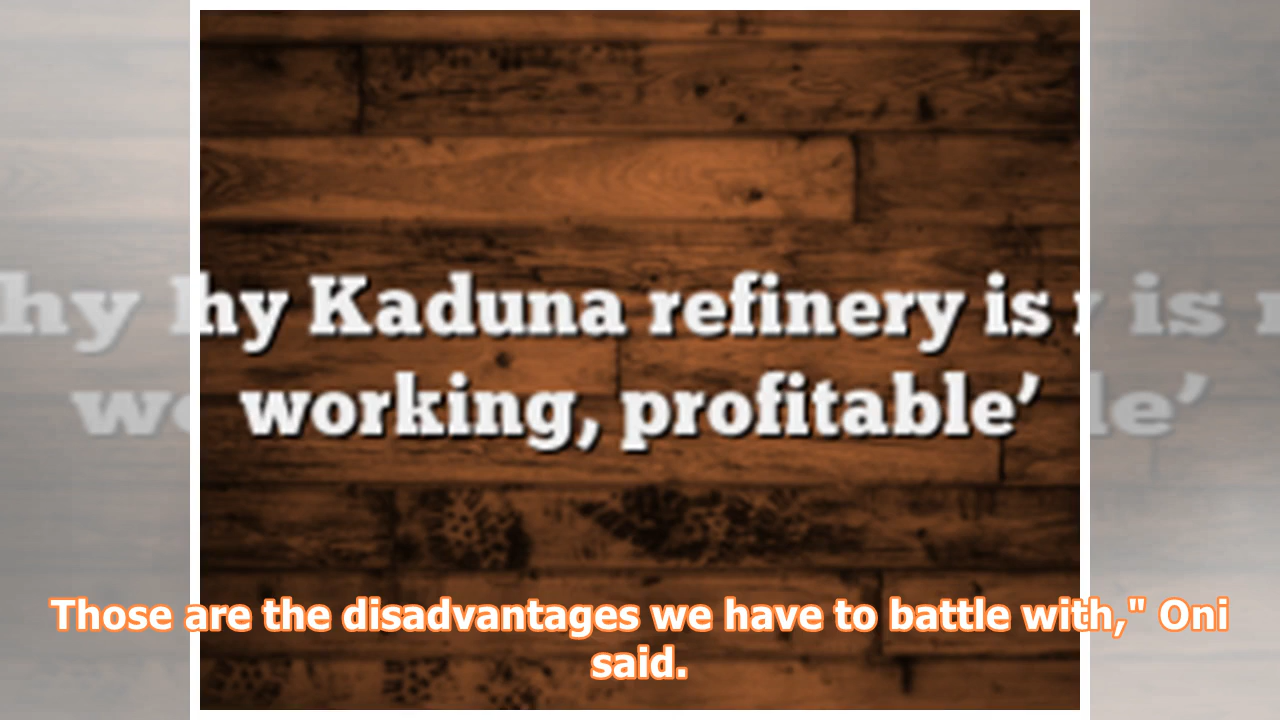 hy Kaduna refinery is
working, profitable’
Those are the disadvantages we have to battle with," Oni
said.